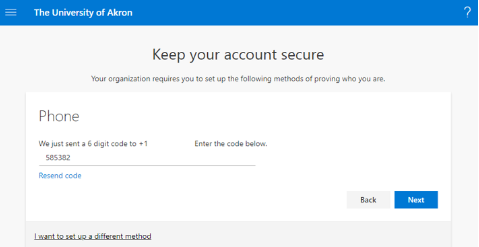 The University of Akron ?
Keep your account secure
Your organization requires you to set up the following methods of proving who you are.
Phone
We just sent a 6 digit code to +1 Enter the code below.
585382
Resend code
Back Next
I want to set up a different method